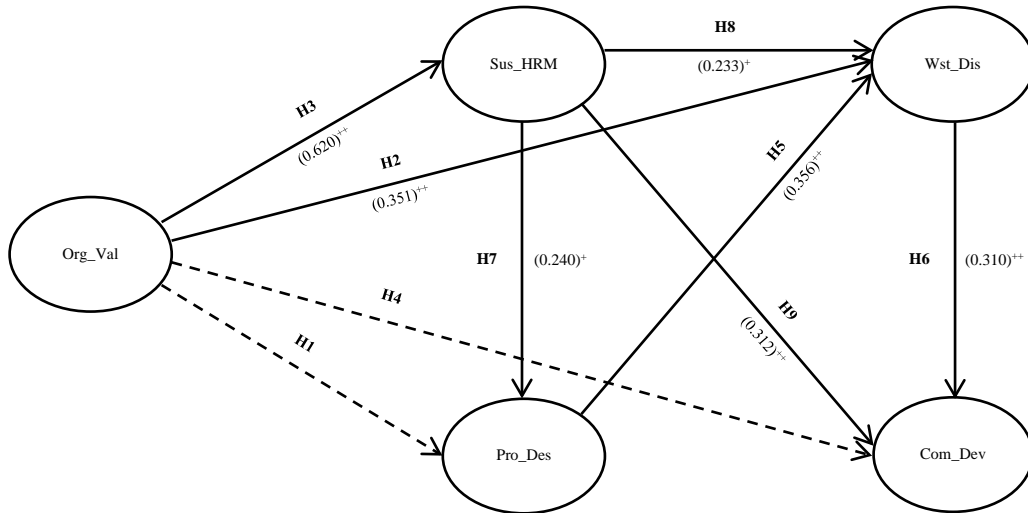 H8
Sus_HRM
Wst_Dis
(0.233)⁺
H3
(0.620)⁺⁺
H2
(0.351)⁺⁺
H5
(0.356)⁺⁺
Org_Val
H7
(0.240)⁺
H6
(0.310)⁺⁺
H4
H9
(0.312)⁺⁺
H1
Pro_Des
Com_Dev